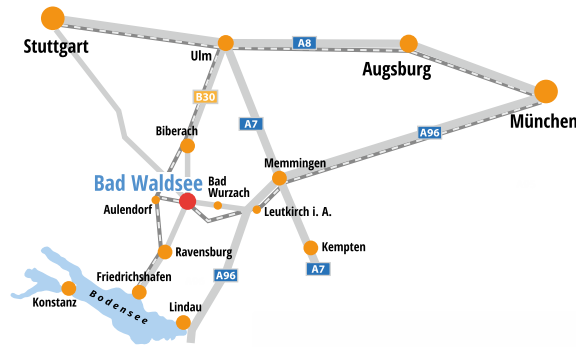 Stuttgart
Ulm
A8
Augsburg
München
B30
A7
A96
Biberach
Memmingen
Bad Waldsee
Bad
Wurzach
Aulendorf
Leutkirch i. A.
Ravensburg
Kempten
A7
A96
Friedrichshafen
Konstanz
Bodensee
Lindau